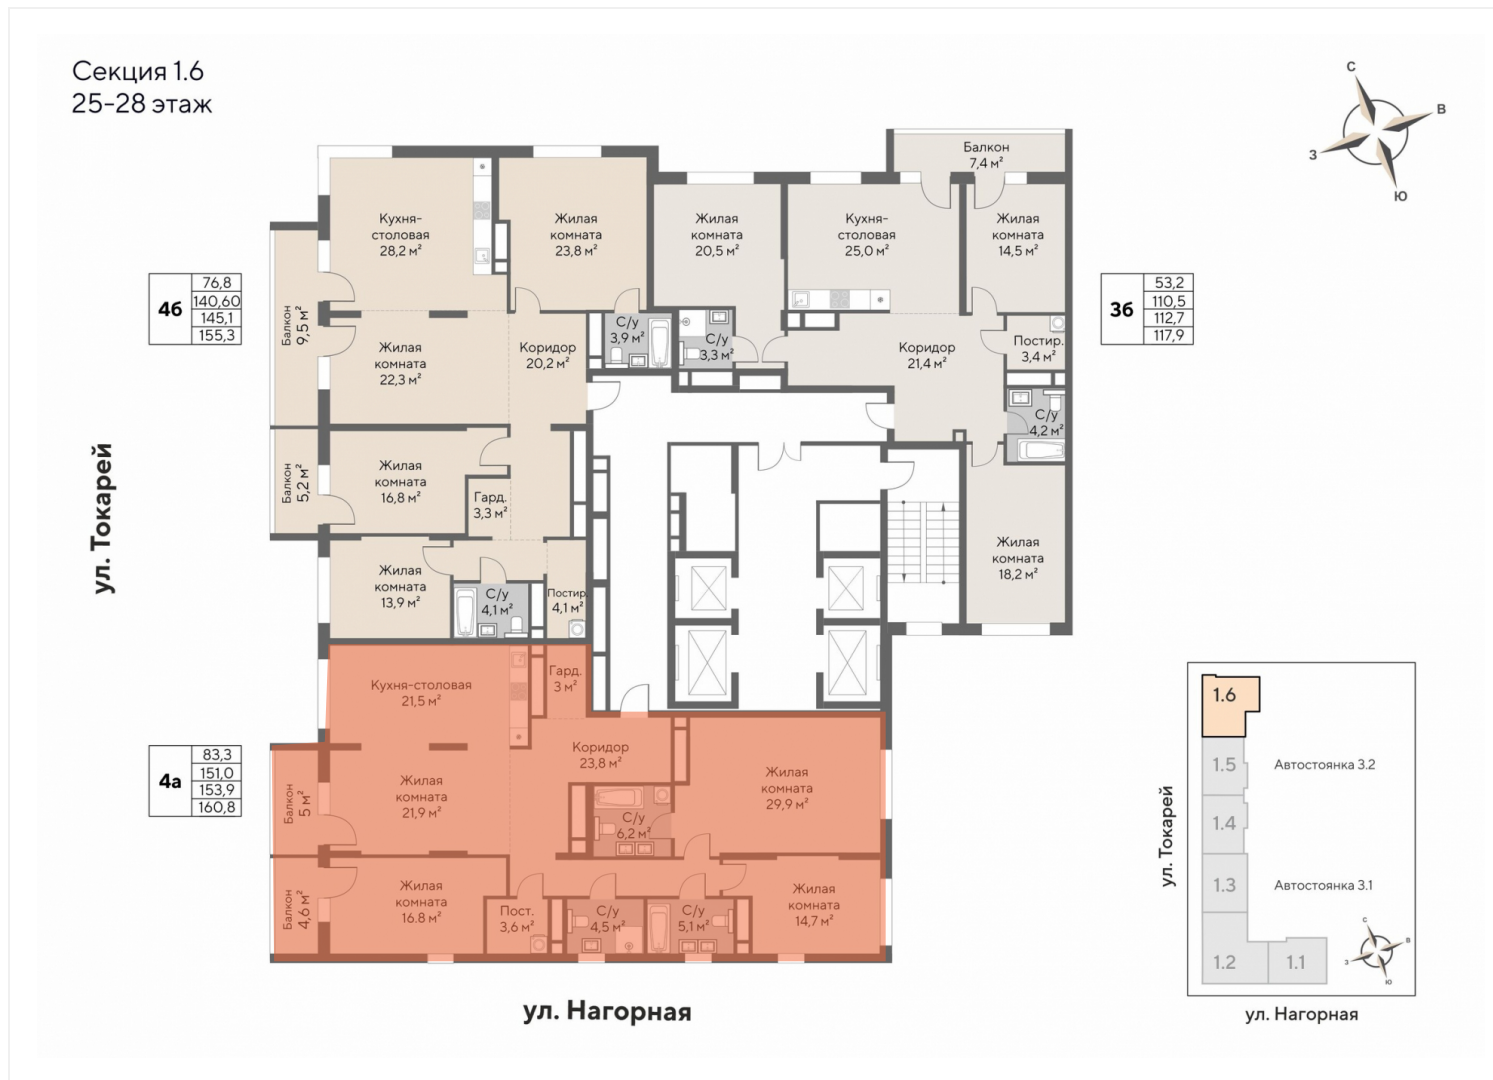 Секция 1.6
25-28 этаж
С
В
З
Ю
Балкон
7,4 м²
Кухня-
столовая
28,2 м²
Жилая
комната
23,8 м²
Жилая
комната
20,5 м²
Кухня-
столовая
25,0 м²
Жилая
комната
14,5 м²
4б
76,8
140,60
145,1
155,3
3б
53,2
110,5
112,7
117,9
Балкон
9,5 м²
Жилая
комната
22,3 м²
Коридор
20,2 м²
С/у
3,9 м²
С/у
3,3 м²
Коридор
21,4 м²
Постир.
3,4 м²
С/у
4,2 м²
Балкон
5,2 м²
Жилая
комната
16,8 м²
Гард.
3,3 м²
Жилая
комната
18,2 м²
ул. Токарей
Жилая
комната
13,9 м²
С/у
4,1 м²
Постир.
4,1 м²
Кухня-столовая
21,5 м²
Гард.
3 м²
Коридор
23,8 м²
4а
83,3
151,0
153,9
160,8
Балкон
5 м²
Жилая
комната
21,9 м²
Жилая
комната
29,9 м²
С/у
6,2 м²
Балкон
4,6 м²
Жилая
комната
16.8 м²
Пост.
3,6 м²
С/у
4,5 м²
С/у
5,1 м²
Жилая
комната
14,7 м²
ул. Нагорная
1.6
1.5
Автостоянка 3.2
1.4
1.3
Автостоянка 3.1
1.2
1.1
ул. Токарей
С
В
З
Ю
ул. Нагорная